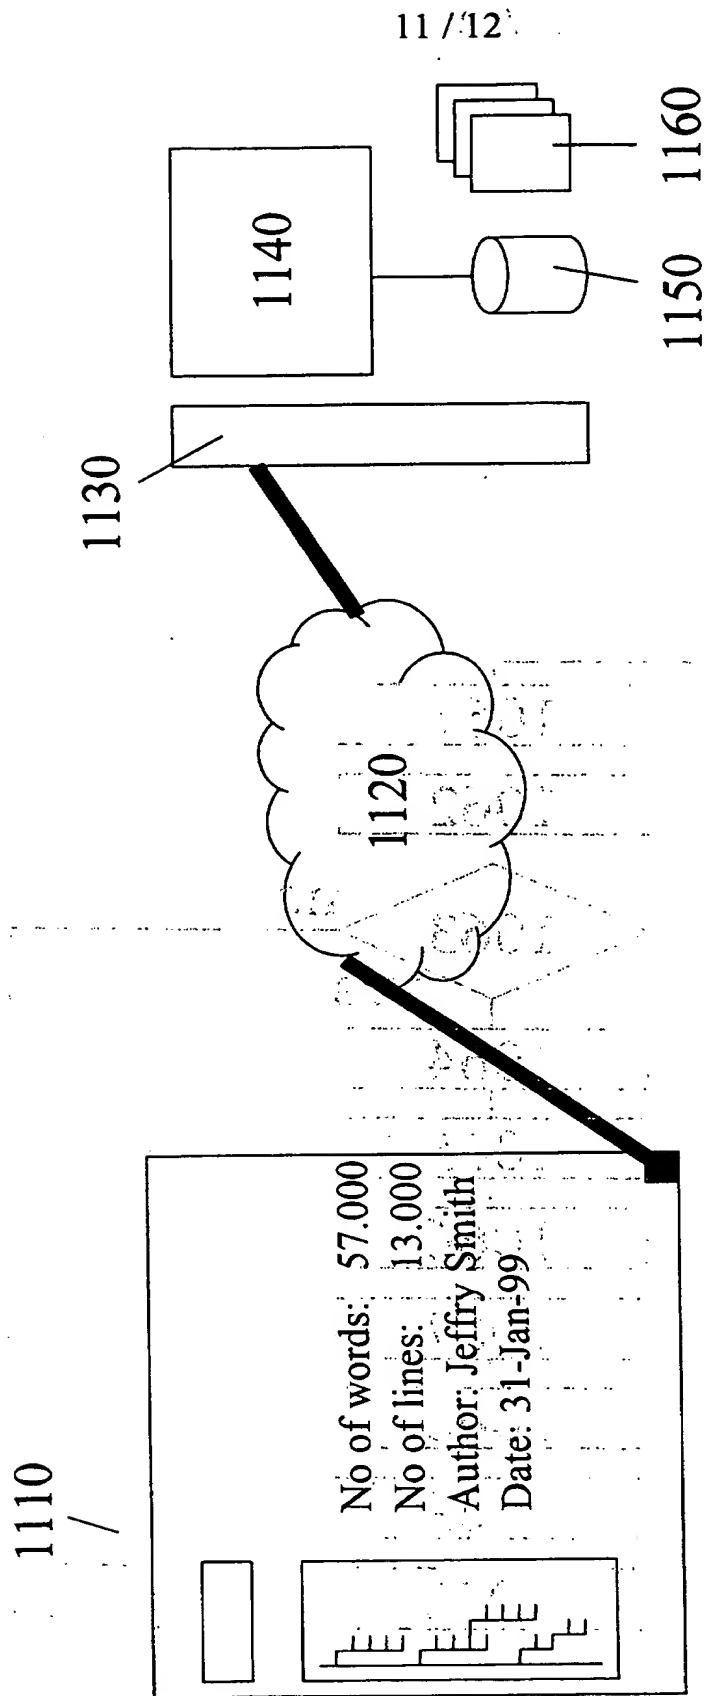 11 / 12
1110
No of words: 57.000
No of lines: 13.000
Author: Jeffry Smith
Date: 31-Jan-99
1120
1130
1140
1150
1160